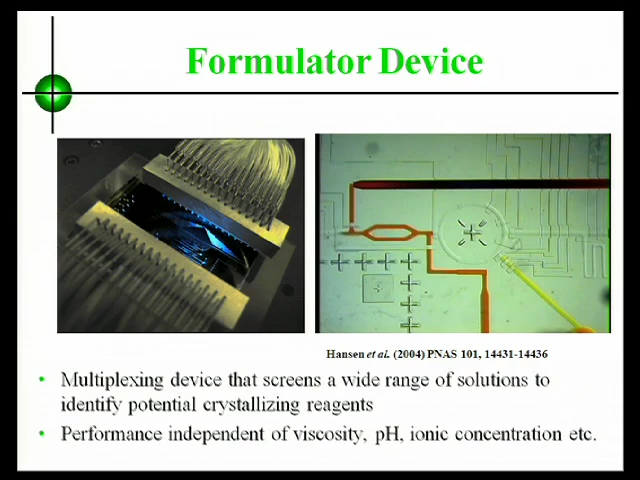 Formulator Device
Hansen et al. (2004) PNAS 101, 14431-14436
• Multiplexing device that screens a wide range of solutions to
identify potential crystallizing reagents
• Performance independent of viscosity, pH, ionic concentration etc.